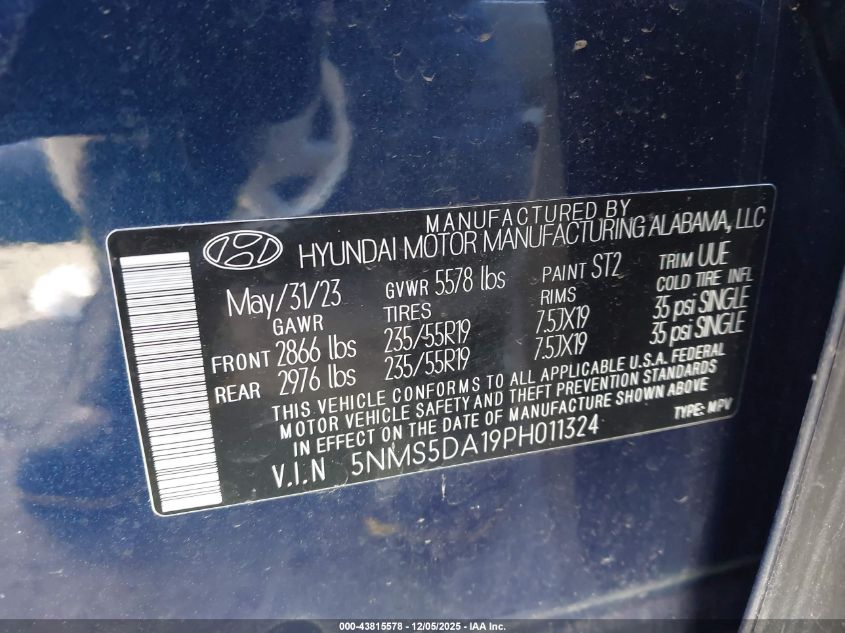 MANUFACTURED BY
HYUNDAI MOTOR MANUFACTURING ALABAMA, LLC
May/31/23 GVWR 5578 lbs PAINT ST2 TRIM UUE
GAWR TIRES RIMS COLD TIRE INFL
FRONT 2866 lbs 235/55R19 7.5JX19 35 psi SINGLE
REAR 2976 lbs 235/55R19 7.5JX19 35 psi SINGLE
THIS VEHICLE CONFORMS TO ALL APPLICABLE U.S.A. FEDERAL
MOTOR VEHICLE SAFETY AND THEFT PREVENTION STANDARDS
IN EFFECT ON THE DATE OF MANUFACTURE SHOWN ABOVE
V.I.N 5NMS5DA19PH011324 TYPE: MPV
000-43815578 - 12/05/2025 - IAA Inc.